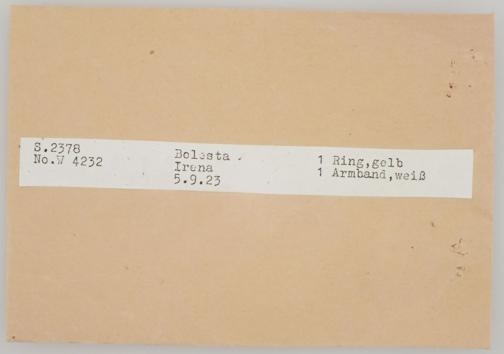 S.2378
No.W 4232
Bolesta
Irena
5.9.23
1 Ring,gelb
1 Armband,weiß